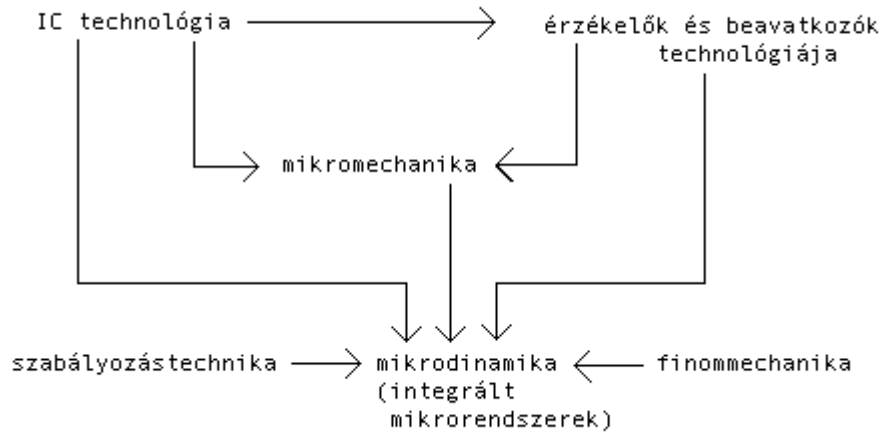 IC technológia
érzékelők és beavatkozók
technológiája
mikromechanika
szabályozástechnika
mikrodinamika
finommechanika
(integrált
mikrorendszerek)